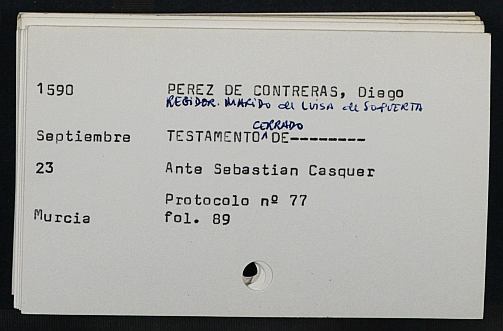 1590 PEREZ DE CONTRERAS, Diego
REGIDOR. MARIDO de LUISA de
CERRADO
Septiembre TESTAMENTO^DE---------
23 Ante Sebastian Casquer
Protocolo nº 77
Murcia fol. 89